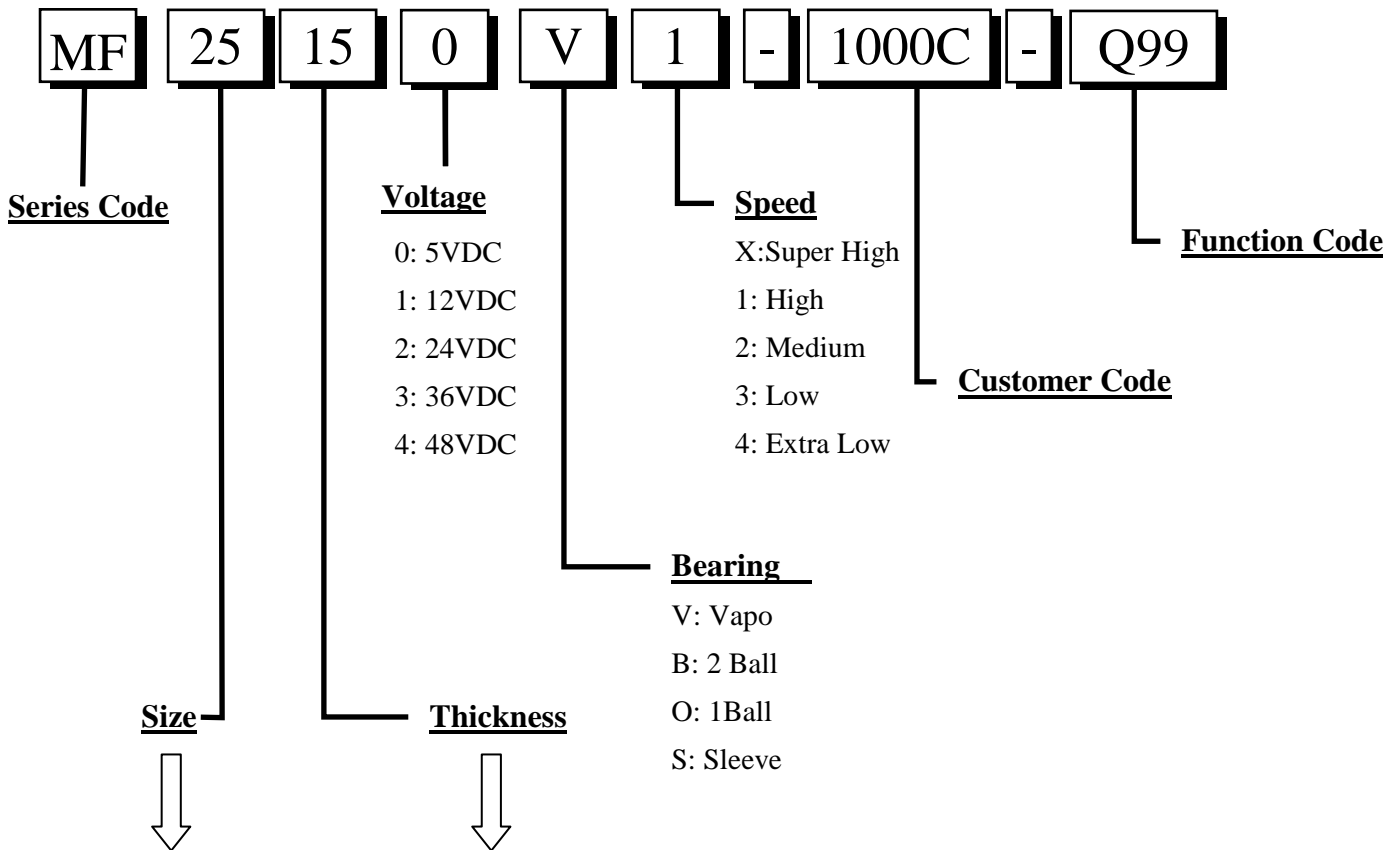 MF 25 15 0 V 1 - 1000C - Q99
Series Code
Voltage
0: 5VDC
1: 12VDC
2: 24VDC
3: 36VDC
4: 48VDC
Speed
X:Super High
1: High
2: Medium
3: Low
4: Extra Low
Function Code
Customer Code
Bearing
V: Vapo
B: 2 Ball
O: 1Ball
S: Sleeve
Size
Thickness